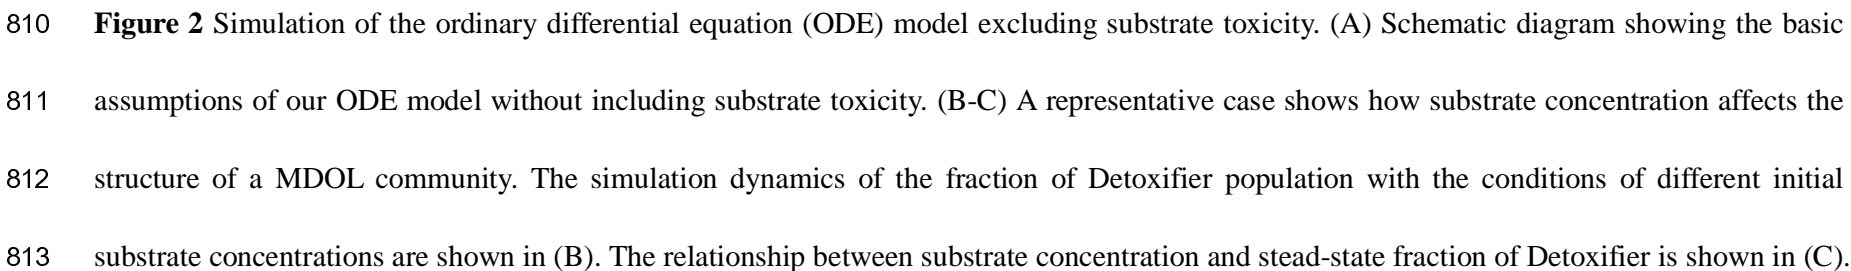 810 Figure 2 Simulation of the ordinary differential equation (ODE) model excluding substrate toxicity. (A) Schematic diagram showing the basic
811 assumptions of our ODE model without including substrate toxicity. (B-C) A representative case shows how substrate concentration affects the
812 structure of a MDOL community. The simulation dynamics of the fraction of Detoxifier population with the conditions of different initial
813 substrate concentrations are shown in (B). The relationship between substrate concentration and stead-state fraction of Detoxifier is shown in (C).